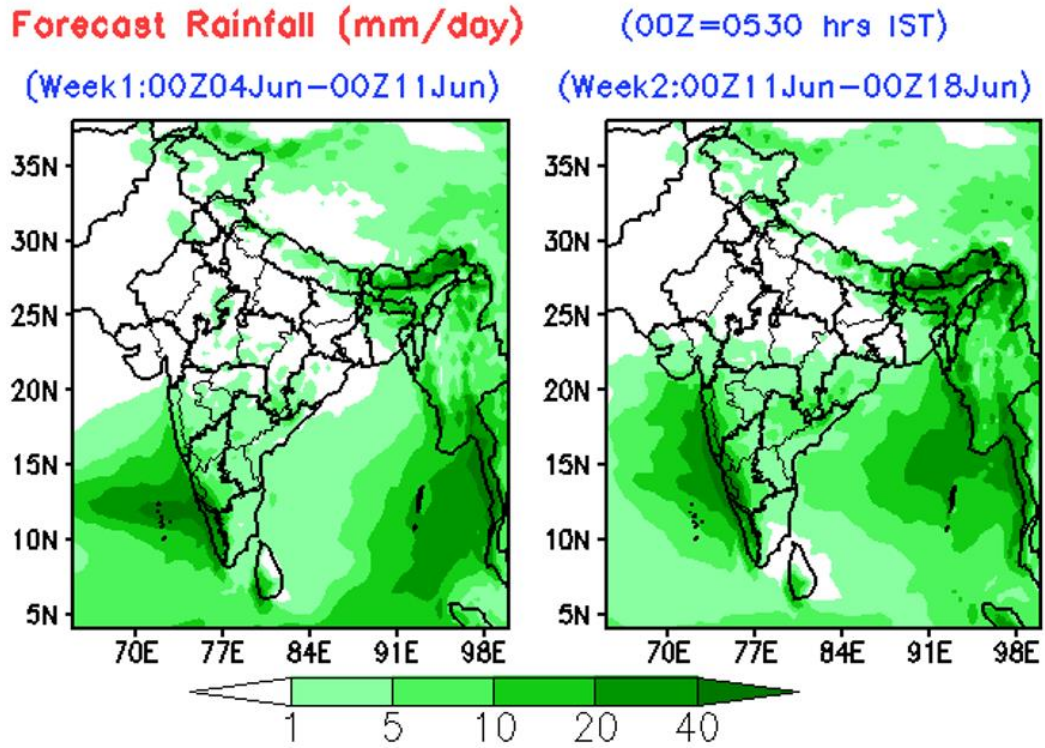 Forecast Rainfall (mm/day) (00Z=0530 hrs IST)
(Week1:00Z04Jun-00Z11Jun) (Week2:00Z11Jun-00Z18Jun)
35N 35N
30N 30N
25N 25N
20N 20N
15N 15N
10N 10N
5N 5N
70E 77E 84E 91E 98E 70E 77E 84E 91E 98E
1 5 10 20 40